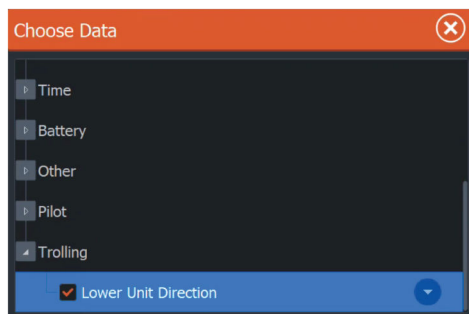 Choose Data
Time
Battery
Other
Pilot
Trolling
Lower Unit Direction